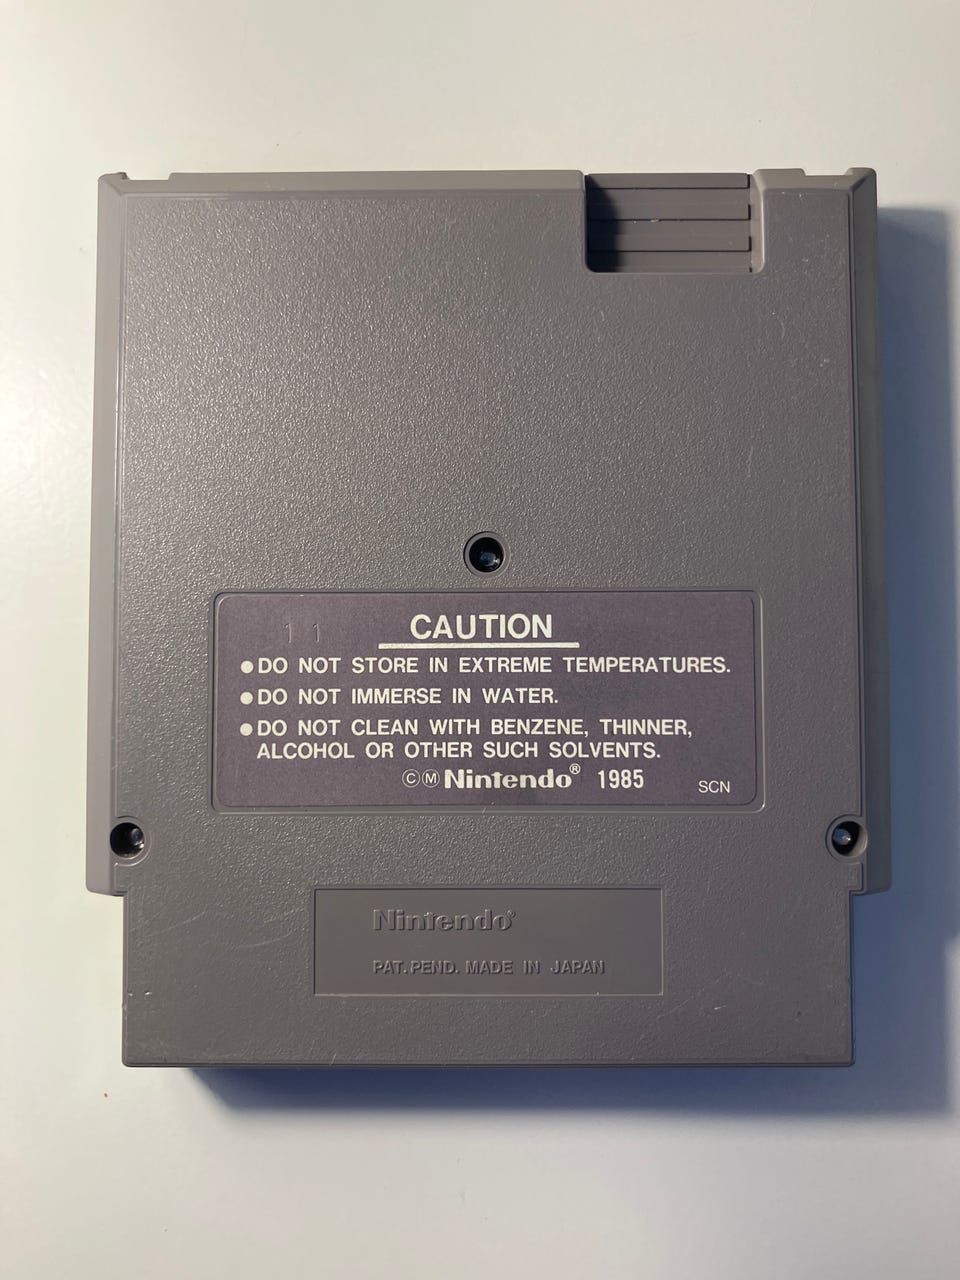 11
CAUTION
●DO NOT STORE IN EXTREME TEMPERATURES.
●DO NOT IMMERSE IN WATER.
●DO NOT CLEAN WITH BENZENE, THINNER,
ALCOHOL OR OTHER SUCH SOLVENTS.
ⒸⓂNintendo® 1985
SCN
Nintendo®
PAT. PEND. MADE IN JAPAN